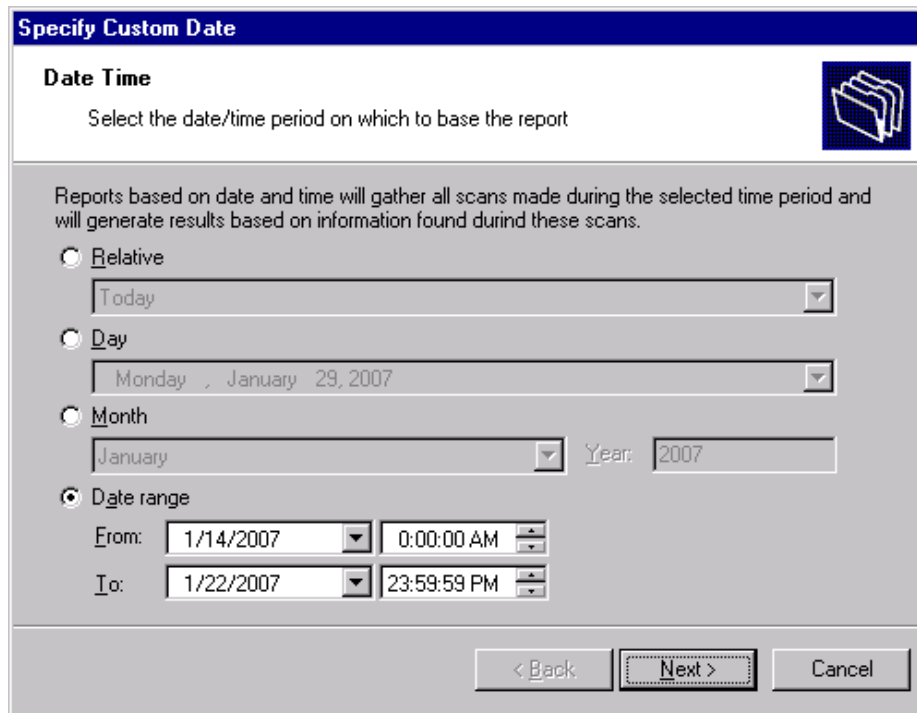 Specify Custom Date
Date Time
Select the date/time period on which to base the report
Reports based on date and time will gather all scans made during the selected time period and
will generate results based on information found durind these scans.
Relative
Today
Day
Monday , January 29, 2007
Month
January Year: 2007
Date range
From: 1/14/2007 0:00:00 AM
To: 1/22/2007 23:59:59 PM
< Back Next > Cancel